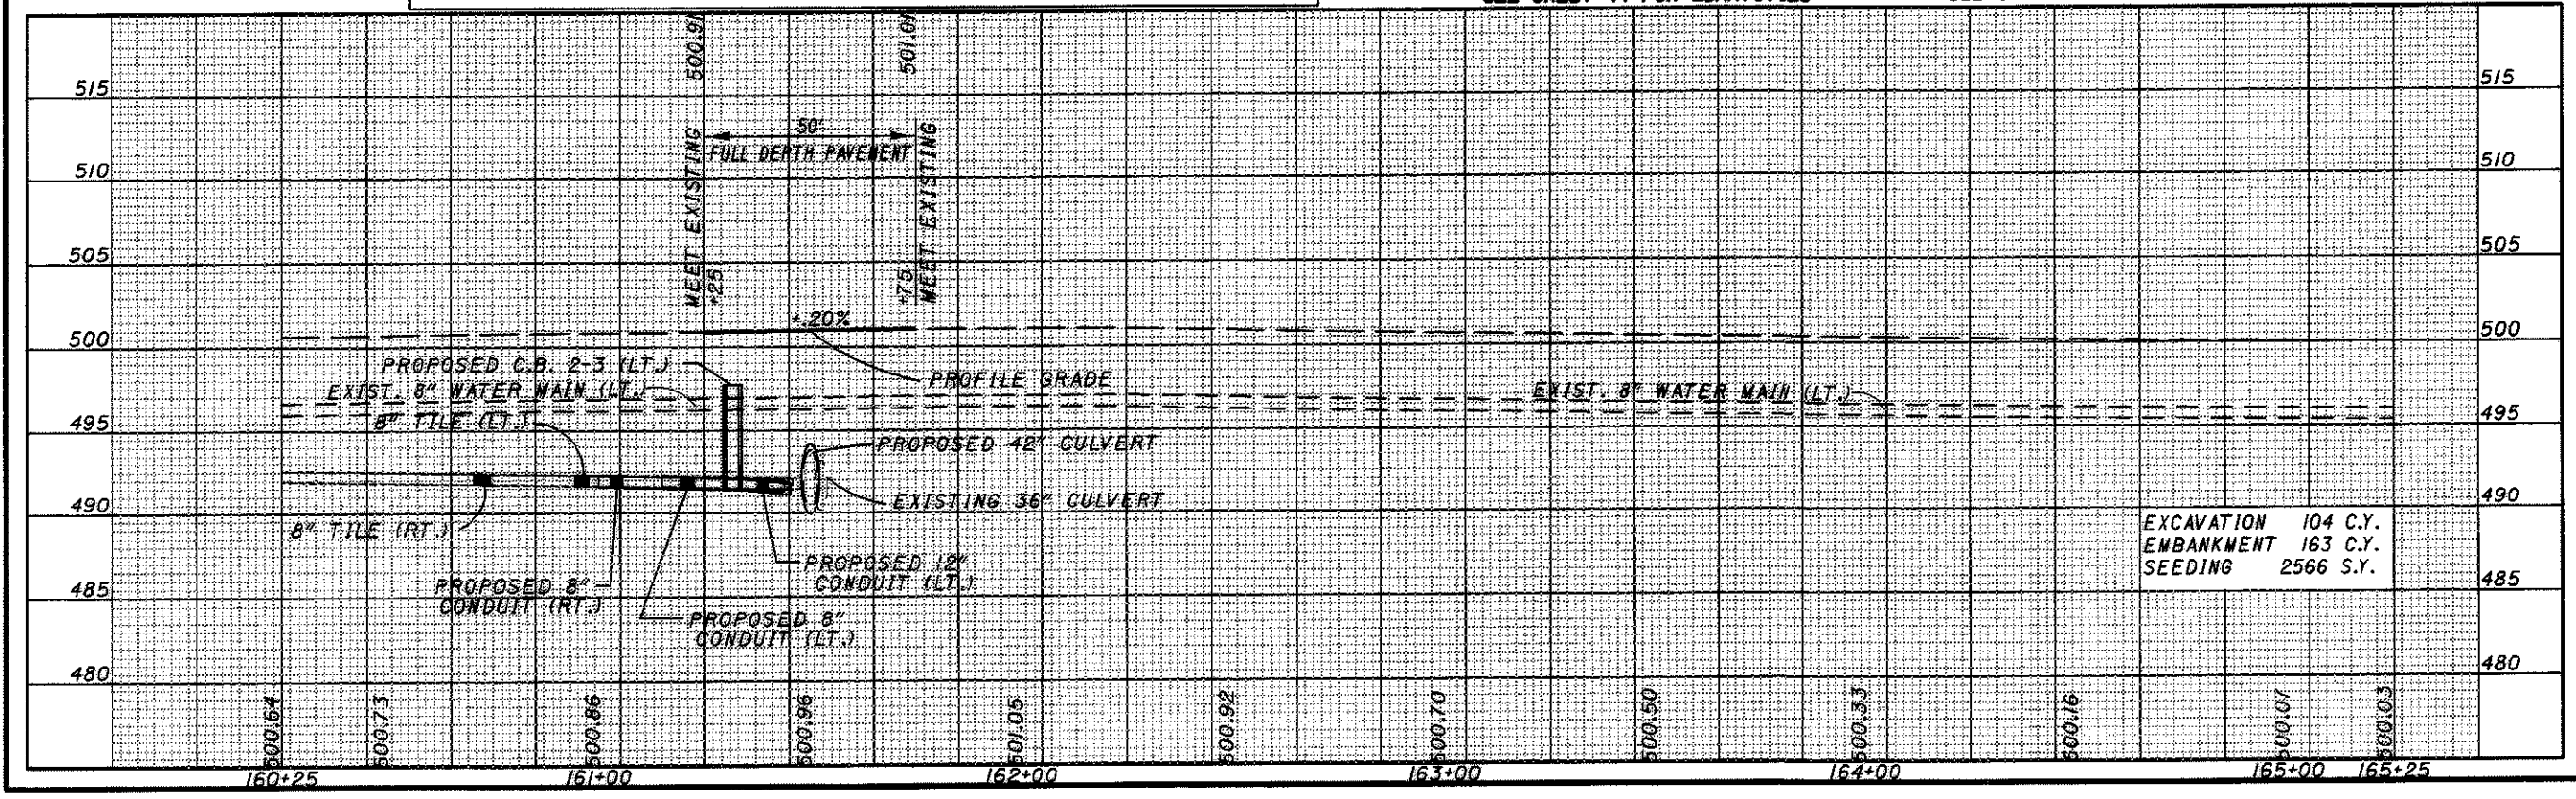 500.91
501.01
515
515
50'
FULL DEPTH PAVEMENT
MEET EXISTING
+25
+75
MEET EXISTING
510
510
505
505
+.20%
500
500
PROPOSED C.B. 2-3 (LT.)
PROFILE GRADE
EXIST. 8" WATER MAIN (LT.)
EXIST. 8" WATER MAIN (LT.)
8" TILE (LT.)
495
495
PROPOSED 42" CULVERT
EXISTING 36" CULVERT
490
490
8" TILE (RT.)
EXCAVATION 104 C.Y.
EMBANKMENT 163 C.Y.
SEEDING 2566 S.Y.
PROPOSED 12"
CONDUIT (LT.)
PROPOSED 8"
CONDUIT (RT.)
485
485
PROPOSED 8"
CONDUIT (LT.)
480
480
500.64
500.73
500.86
500.96
501.05
500.92
500.70
500.50
500.33
500.16
500.07
500.03
160+25
161+00
162+00
163+00
164+00
165+00
165+25